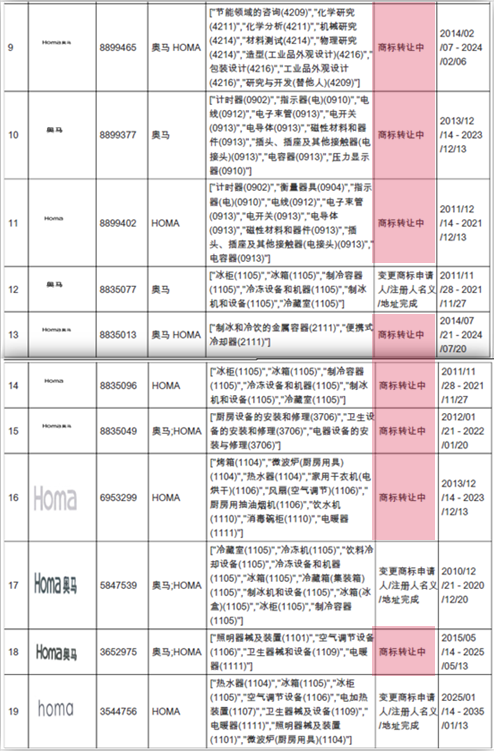 ["节能领域的咨询(4209)","化学研究
(4211)","化学分析(4211)","机械研究
(4214)","材料测试(4214)","物理研究
9 Homa奥马 8899465 奥马 HOMA (4214)","造型(工业品外观设计)(4216)", 商标转让中 2014/02
"包装设计(4216)","工业品外观设计 /07 - 2024
(4216)","研究与开发(替他人)(4209)"] /02/06
["计时器(0902)","指示器(电)(0910)","电
线(0912)","电子束管(0913)","电开关
(0913)","电导体(0913)","磁性材料和器
10 奥马 8899377 奥马 件(0913)","插头、插座及其他接触器(电 商标转让中 2013/12
接头)(0913)","电容器(0913)","压力显示 /14 - 2023
器(0910)"] /12/13
["计时器(0902)","衡量器具(0904)","指示
器(电)(0910)","电线(0912)","电子束管
11 Homa 8899402 HOMA (0913)","电开关(0913)","电导体 商标转让中 2011/12
(0913)","磁性材料和器件(0913)","插 /14 - 2021
头、插座及其他接触器(电接头)(0913)", /12/13
"电容器(0913)"]
["冰柜(1105)","冰箱(1105)","制冷容器 变更商标申请 2011/11
12 奥马 8835077 奥马 (1105)","冷冻设备和机器(1105)","制冰 人/注册人名义 /28 - 2021
机和设备(1105)","冷藏室(1105)"] /地址完成 /11/27
2014/07
13 Homa奥马 8835013 奥马 HOMA ["制冰和冷饮的金属容器(2111)","便携式 商标转让中 /21 - 2024
冷却器(2111)"] /07/20
["冰柜(1105)","冰箱(1105)","制冷容器 2011/11
14 Homa 8835096 HOMA (1105)","冷冻设备和机器(1105)","制冰 商标转让中 /28 - 2021
机和设备(1105)","冷藏室(1105)"] /11/27
["厨房设备的安装和修理(3706)","卫生设 2012/01
15 Homa奥马 8835049 奥马;HOMA 备的安装和修理(3706)","电器设备的安 商标转让中 /21 - 2022
装与修理(3706)"] /01/20
["烤箱(1104)","微波炉(厨房用具)
(1104)","热水器(1104)","家用干衣机(电
16 Homa 6953299 HOMA 烘干)(1106)","风扇(空气调节)(1106)", 商标转让中 2013/12
"厨房用抽油烟机(1106)","饮水机 /14 - 2023
(1110)","消毒碗柜(1110)","电暖器 /12/13
(1111)"]
["冷藏室(1105)","冷冻机(1105)","饮料冷
却设备(1105)","冷冻设备和机器
17 Homa奥马 5847539 奥马;HOMA (1105)","冰箱(1105)","冷藏箱(集装箱) 变更商标申请 2010/12
(1105)","制冰机和设备(1105)","冰箱(冰 人/注册人名义 /21 - 2020
盒)(1105)","冰柜(1105)","制冷容器 /地址完成 /12/20
(1105)"]
["照明器械及装置(1101)","空气调节设备 2015/05
18 Homa奥马 3652975 奥马;HOMA (1106)","卫生器械和设备(1109)","电暖 商标转让中 /14 - 2025
器(1111)"] /05/13
["热水器(1104)","冰箱(1105)","冰柜
(1105)","空气调节设备(1106)","电加热 变更商标申请 2025/01
19 homa 3544756 HOMA 装置(1107)","卫生器械及设备(1109)", 人/注册人名义 /14 - 2035
"电暖器(1111)","照明器械及装置 /地址完成 /01/13
(1101)","微波炉(厨房用具)(1104)"]